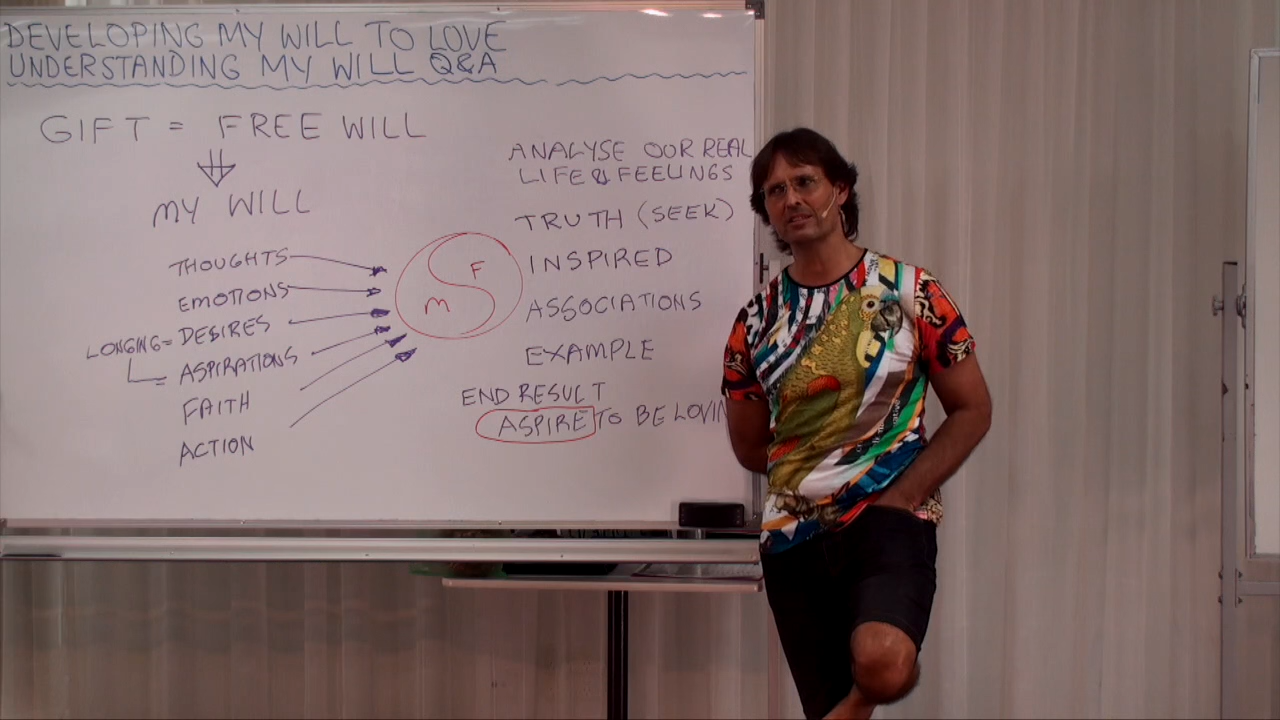 DEVELOPING MY WILL TO LOVE
UNDERSTANDING MY WILL Q&A
GIFT = FREE WILL
MY WILL
THOUGHTS
EMOTIONS
LONGING = DESIRES
= ASPIRATIONS
FAITH
ACTION
F
M
ANALYSE OUR REAL
LIFE & FEELINGS
TRUTH (SEEK)
INSPIRED
ASSOCIATIONS
EXAMPLE
END RESULT
ASPIRE TO BE LOVIN